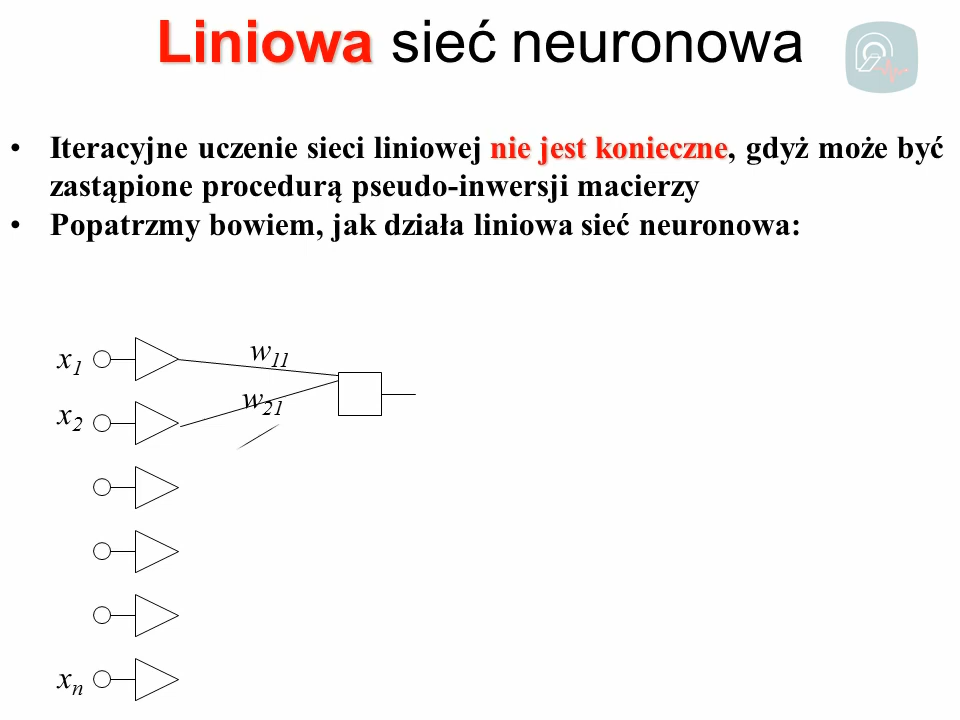 Liniowa sieć neuronowa
• Iteracyjne uczenie sieci liniowej nie jest konieczne, gdyż może być
zastąpione procedurą pseudo-inwersji macierzy
• Popatrzmy bowiem, jak działa liniowa sieć neuronowa:
w11
x1
w21
x2
xn